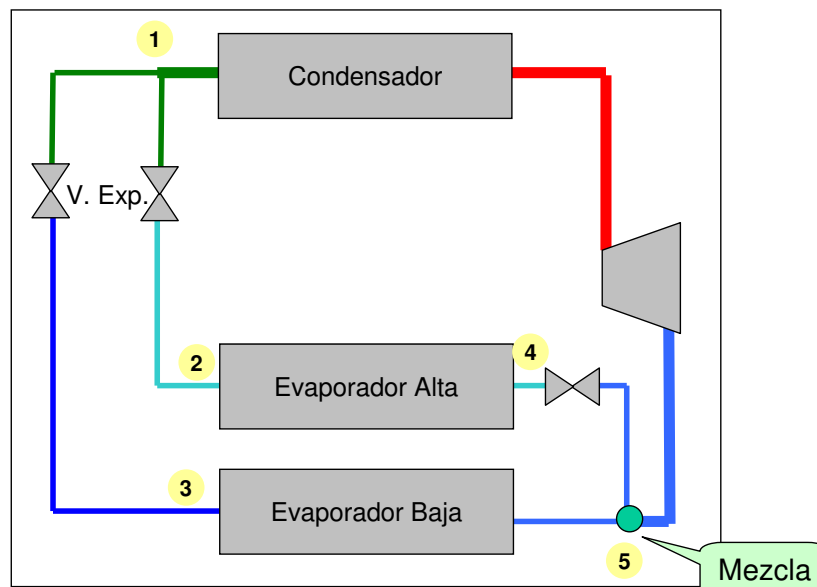 1
Condensador
V. Exp.
2
4
Evaporador Alta
3
Evaporador Baja
5
Mezcla